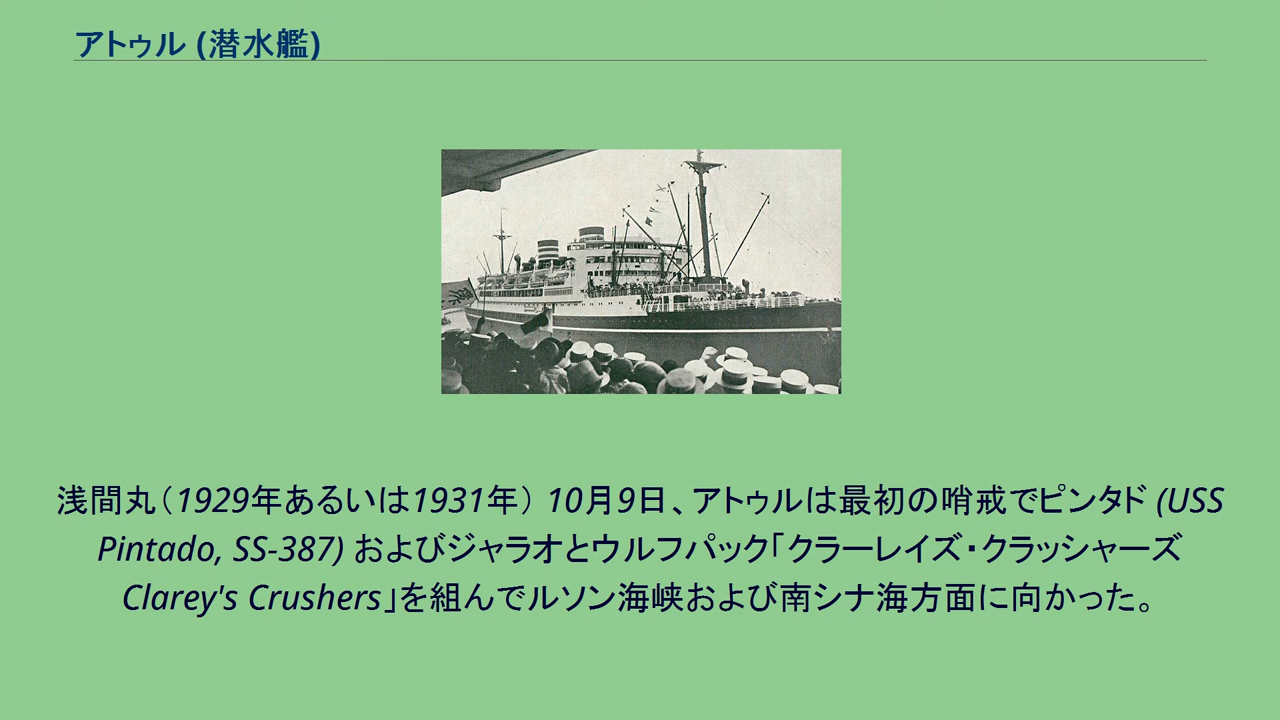 アトゥル (潜水艦)
浅間丸（1929年あるいは1931年） 10月9日、アトゥルは最初の哨戒でピンタド (USS
Pintado, SS-387) およびジャラオとウルフパック「クラーレイズ・クラッシャーズ
Clarey's Crushers」を組んでルソン海峡および南シナ海方面に向かった。